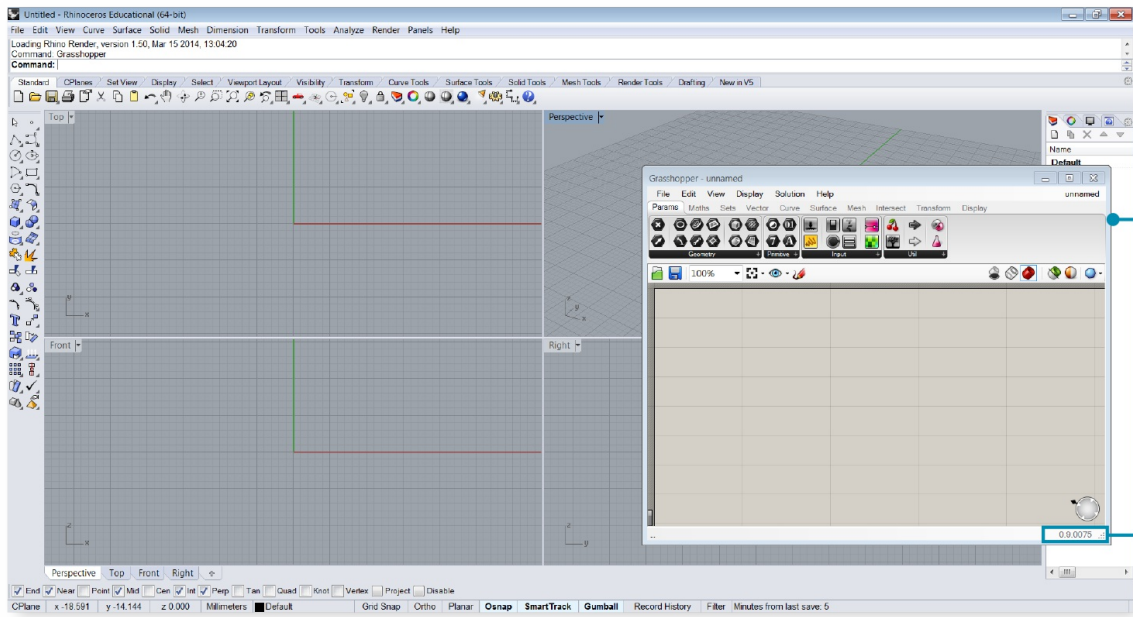 Untitled - Rhinoceros Educational (64-bit)
File Edit View Curve Surface Solid Mesh Dimension Transform Tools Analyze Render Panels Help
Loading Rhino Render, version 1.50, Mar 15 2014, 13:04:20
Command: Grasshopper
Command:
Standard CPlanes Set View Display Select Viewport Layout Visibility Transform Curve Tools Surface Tools Solid Tools Mesh Tools Render Tools Drafting New in V5
Top
Perspective
Name
Default
Grasshopper - unnamed
File Edit View Display Solution Help unnamed
Params Maths Sets Vector Curve Surface Mesh Intersect Transform Display
Geometry Primitive Input Util
100%
y
x
z
y
x
Front
Right
z
x
z
y
0.9.0075
Perspective Top Front Right
End Near Point Mid Cen Int Perp Tan Quad Knot Vertex Project Disable
CPlane x -18.591 y -14.144 z 0.000 Millimeters Default Grid Snap Ortho Planar Osnap SmartTrack Gumball Record History Filter Minutes from last save: 5